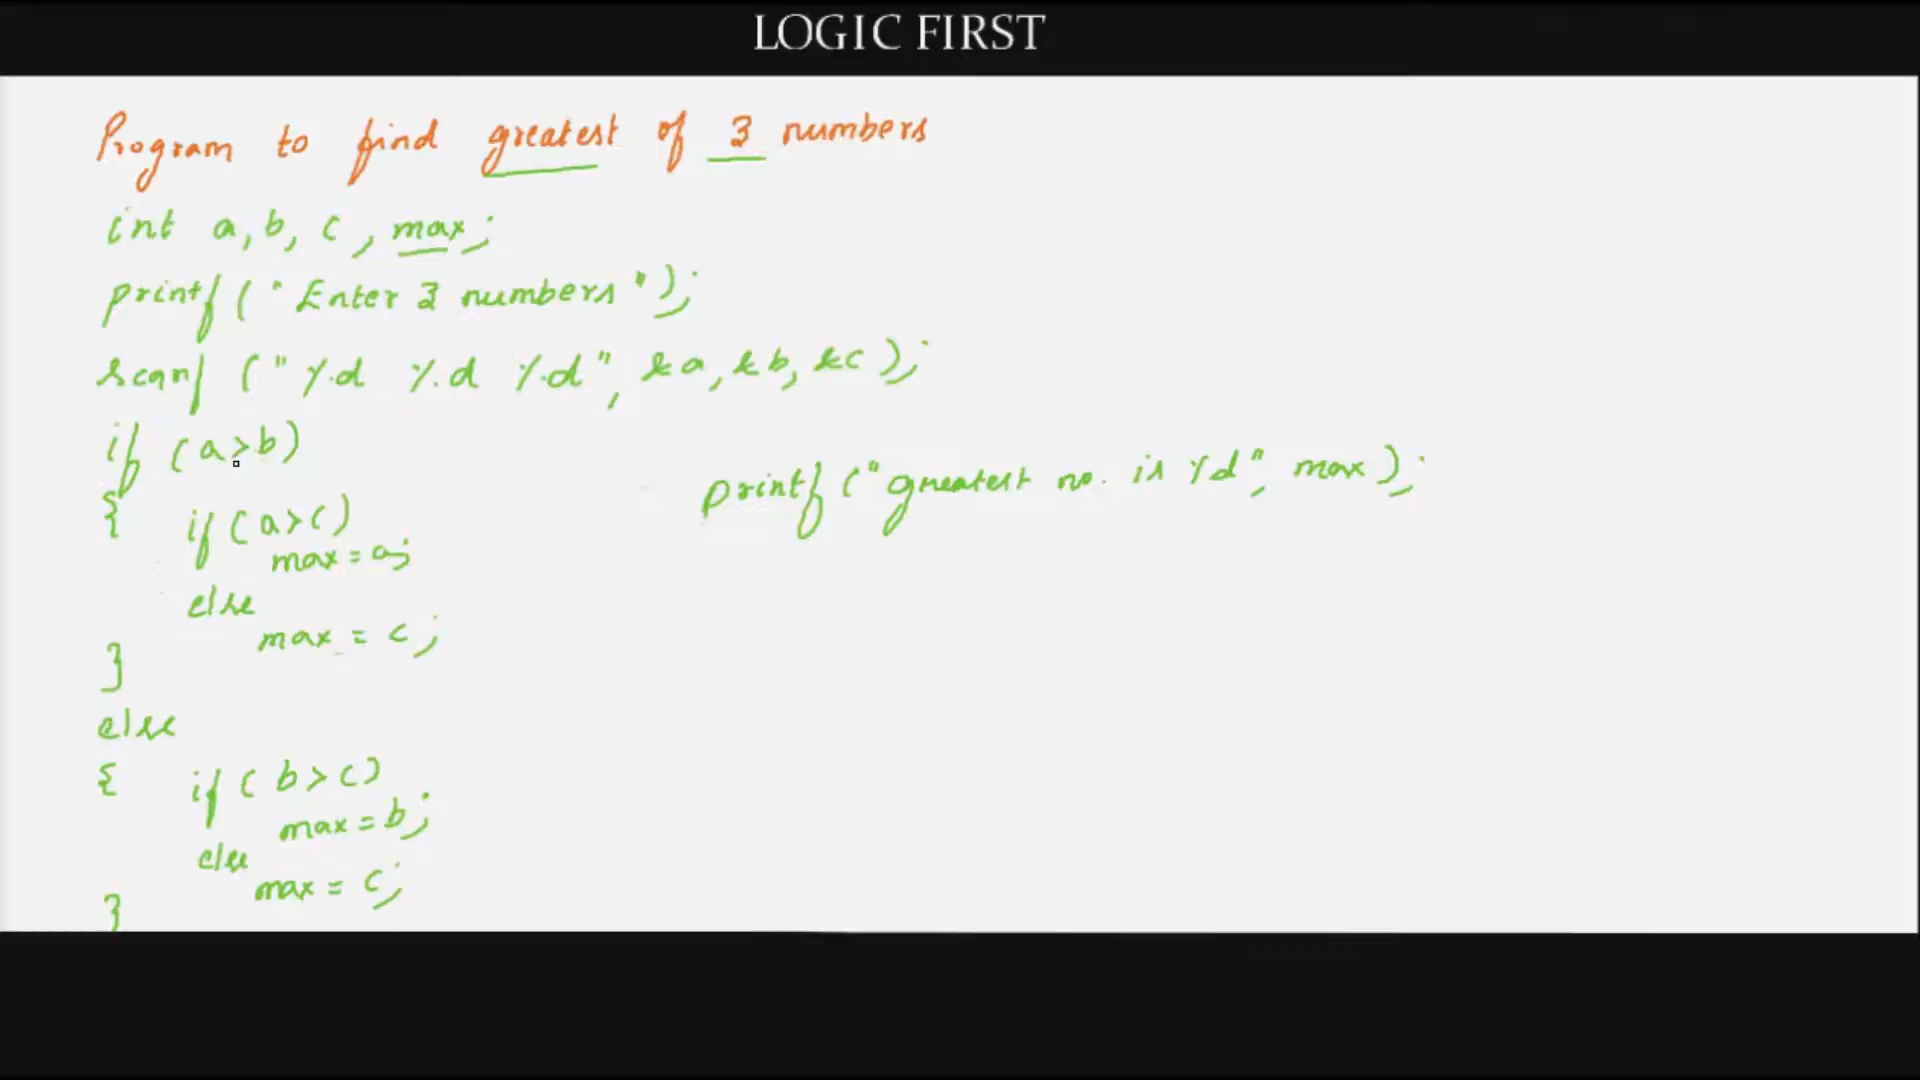 LOGIC FIRST
Program to find greatest of 3 numbers
int a, b, c, max;
printf ("Enter 3 numbers");
scanf ("%d %d %d", &a, &b, &c);
if (a>b)
{ if (a>c)
max = a;
else
max = c;
}
else
{ if (b>c)
max = b;
else
max = c;
}
printf ("greatest no. is %d", max);